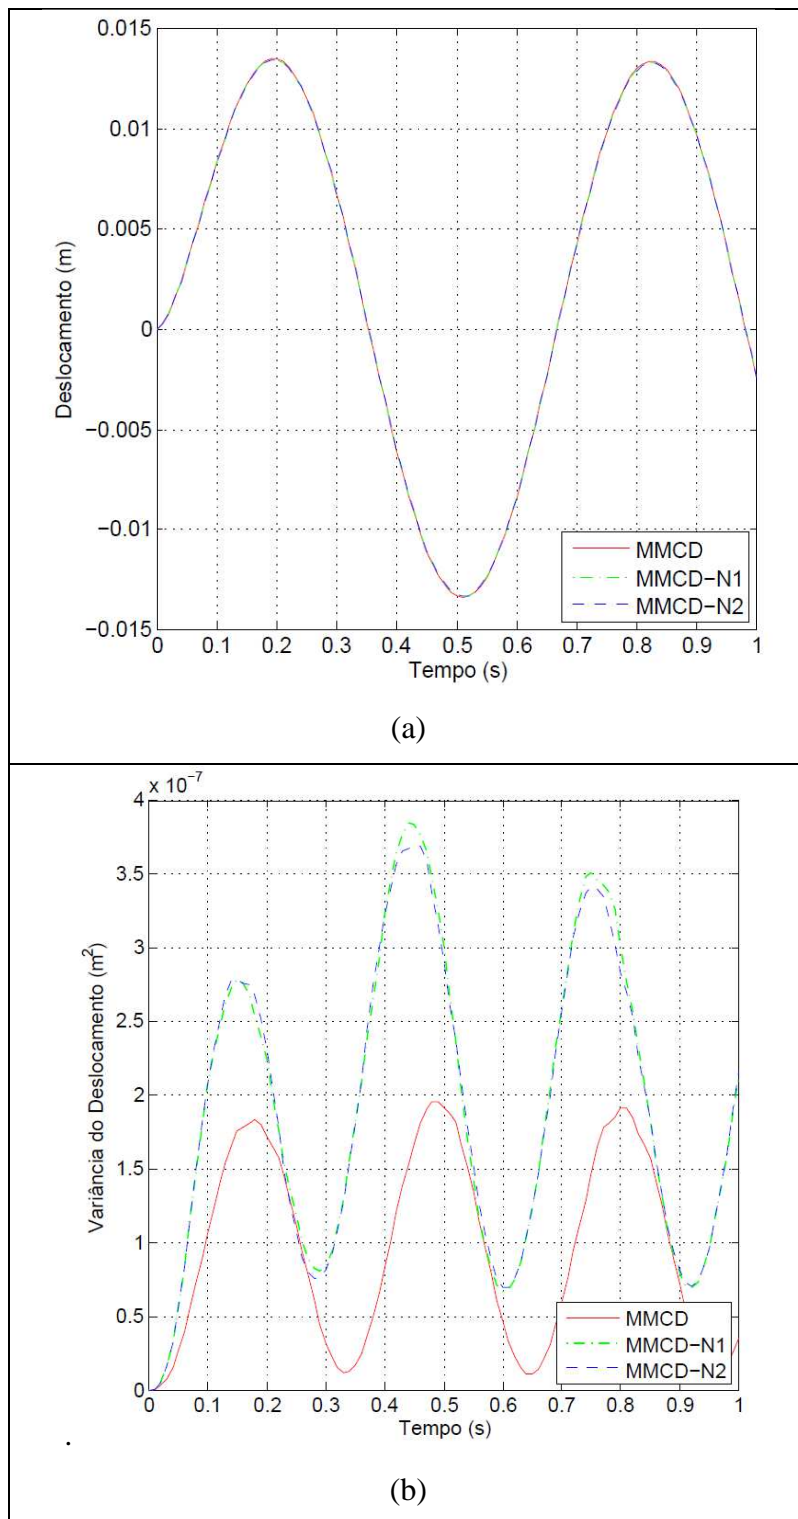 0.015
0.01
0.005
0
−0.005
−0.01
−0.015
Deslocamento (m)
0 0.1 0.2 0.3 0.4 0.5 0.6 0.7 0.8 0.9 1
Tempo (s)
MMCD
MMCD−N1
MMCD−N2
(a)
x 10⁻⁷
4
3.5
3
2.5
2
1.5
1
0.5
0
Variância do Deslocamento (m²)
0 0.1 0.2 0.3 0.4 0.5 0.6 0.7 0.8 0.9 1
Tempo (s)
MMCD
MMCD−N1
MMCD−N2
.
(b)